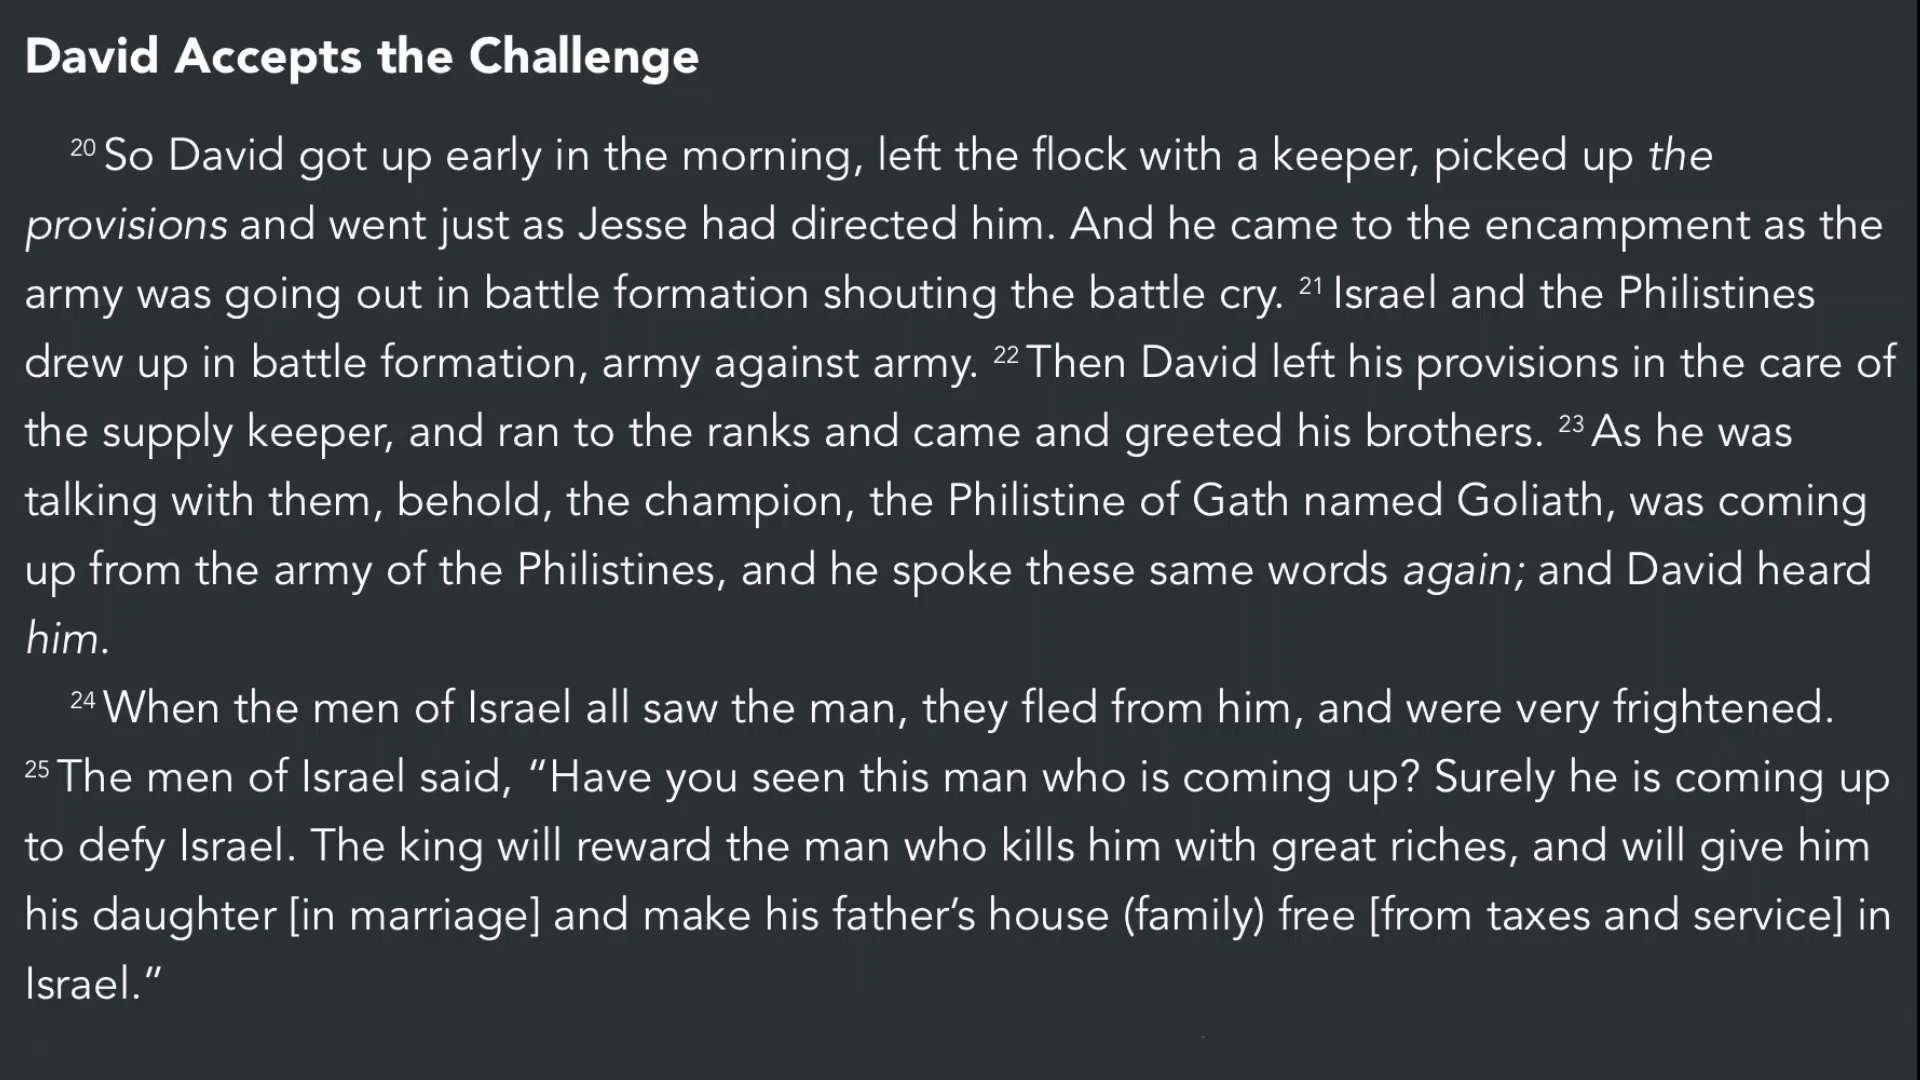 David Accepts the Challenge
20 So David got up early in the morning, left the flock with a keeper, picked up the
provisions and went just as Jesse had directed him. And he came to the encampment as the
army was going out in battle formation shouting the battle cry. 21 Israel and the Philistines
drew up in battle formation, army against army. 22 Then David left his provisions in the care of
the supply keeper, and ran to the ranks and came and greeted his brothers. 23 As he was
talking with them, behold, the champion, the Philistine of Gath named Goliath, was coming
up from the army of the Philistines, and he spoke these same words again; and David heard
him.
24 When the men of Israel all saw the man, they fled from him, and were very frightened.
25 The men of Israel said, “Have you seen this man who is coming up? Surely he is coming up
to defy Israel. The king will reward the man who kills him with great riches, and will give him
his daughter [in marriage] and make his father’s house (family) free [from taxes and service] in
Israel.”